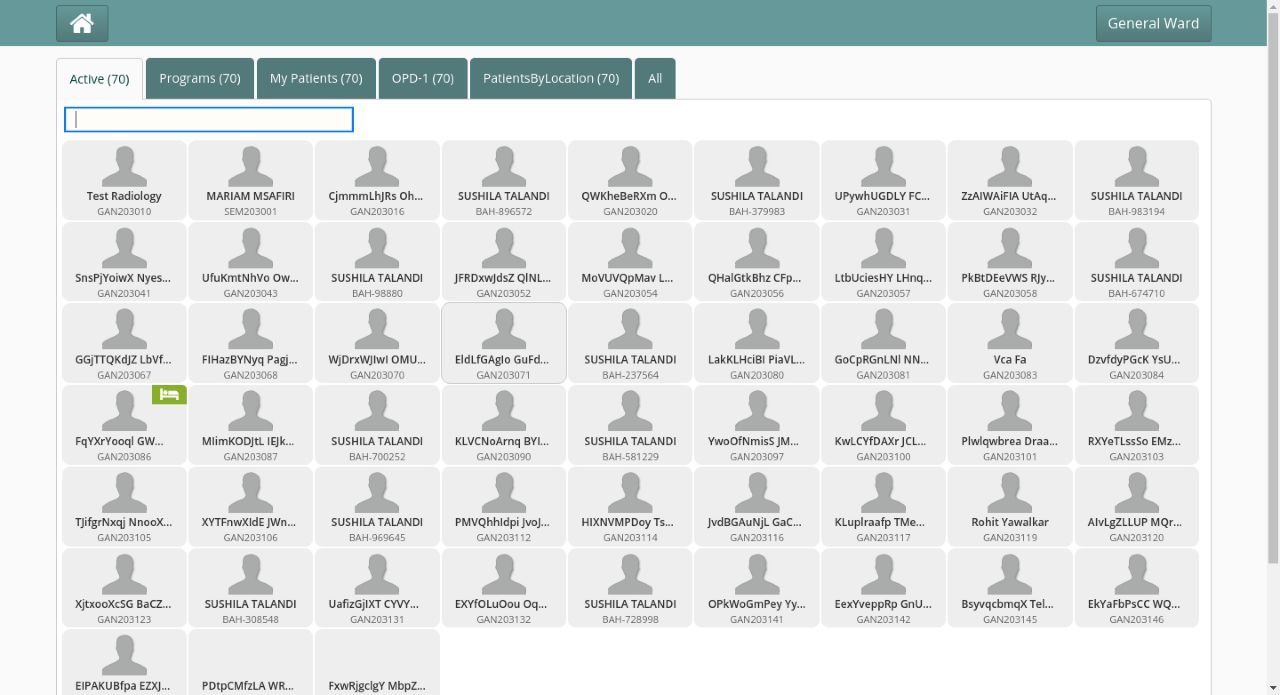 General Ward
Active (70)
Programs (70)
My Patients (70)
OPD-1 (70)
PatientsByLocation (70)
All
Test Radiology
GAN203010
MARIAM MSAFIRI
SEM203001
CjmmmLhJRs Oh...
GAN203016
SUSHILA TALANDI
BAH-896572
QWKheBeRXm O...
GAN203020
SUSHILA TALANDI
BAH-379983
UPywhUGDLY FC...
GAN203031
ZzAIWAiFIA UtAq...
GAN203032
SUSHILA TALANDI
BAH-983194
SnsPjYoiwX Nyes...
GAN203041
UfuKmtNhVo Ow...
GAN203043
SUSHILA TALANDI
BAH-98880
JFRDxwJdsZ QlNL...
GAN203052
MoVUVQpMav L...
GAN203054
QHalGtkBhz CFp...
GAN203056
LtbUciesHY LHnq...
GAN203057
PkBtDEeVWS RJy...
GAN203058
SUSHILA TALANDI
BAH-674710
GGjTTQKdJZ LbVf...
GAN203067
FIHazBYNyq Pagj...
GAN203068
WjDrxWJIwI OMU...
GAN203070
EldLfGAgIo GuFd...
GAN203071
SUSHILA TALANDI
BAH-237564
LakKLHciBI PiaVL...
GAN203080
GoCpRGnLNl NN...
GAN203081
Vca Fa
GAN203083
DzvfdyPGcK YsU...
GAN203084
FqYXrYooql GW...
GAN203086
MIimKODJtL IEJk...
GAN203087
SUSHILA TALANDI
BAH-700252
KLVCNoArnq BYI...
GAN203090
SUSHILA TALANDI
BAH-581229
YwoOfNmisS JM...
GAN203097
KwLCYfDAXr JCL...
GAN203100
Plwlqwbrea Draa...
GAN203101
RXYeTLssSo EMz...
GAN203103
TJifgrNxqj NnooX...
GAN203105
XYTFnwXIdE JWn...
GAN203106
SUSHILA TALANDI
BAH-969645
PMVQhhIdpi JvoJ...
GAN203112
HIXNVMPDoy Ts...
GAN203114
JvdBGAuNjL GaC...
GAN203116
KLuplraafp TMe...
GAN203117
Rohit Yawalkar
GAN203119
AIvLgZLLUP MQr...
GAN203120
XjtxooXcSG BaCZ...
GAN203123
SUSHILA TALANDI
BAH-308548
UafizGjIXT CYVY...
GAN203131
EXYfOLuOou Oq...
GAN203132
SUSHILA TALANDI
BAH-728998
OPkWoGmPey Yy...
GAN203141
EexYveppRp GnU...
GAN203142
BsyvqcbmqX Tel...
GAN203145
EkYaFbPsCC WQ...
GAN203146
EIPAKUBfpa EZXJ...
PDtpCMfzLA WR...
FxwRjgclgY MbpZ...